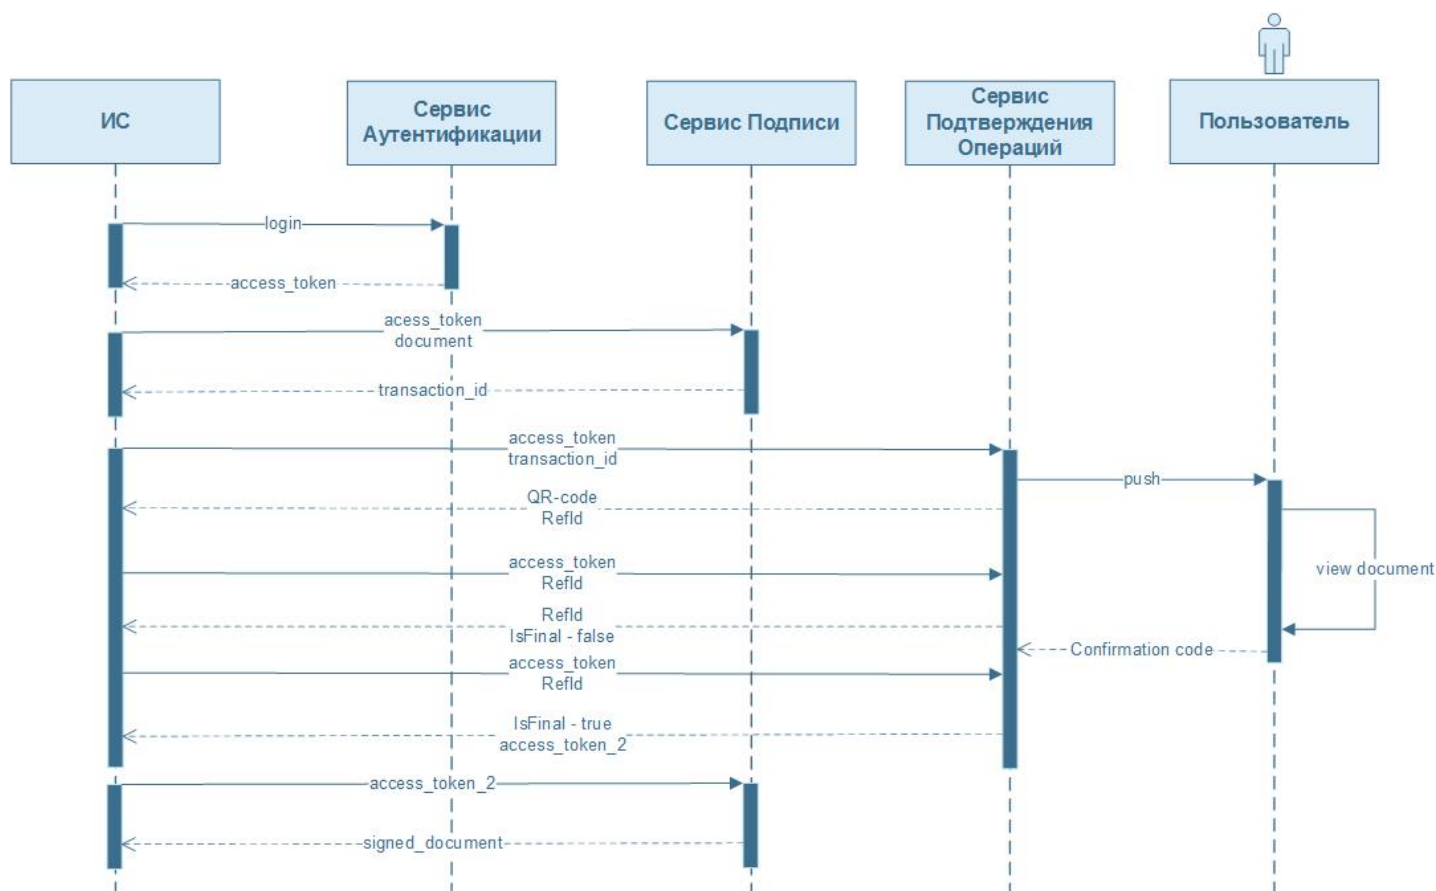 ИС
Сервис
Аутентификации
Сервис Подписи
Сервис
Подтверждения
Операций
Пользователь
login
access_token
acess_token
document
transaction_id
access_token
transaction_id
push
QR-code
RefId
access_token
RefId
view document
RefId
IsFinal - false
Confirmation code
access_token
RefId
IsFinal - true
access_token_2
access_token_2
signed_document